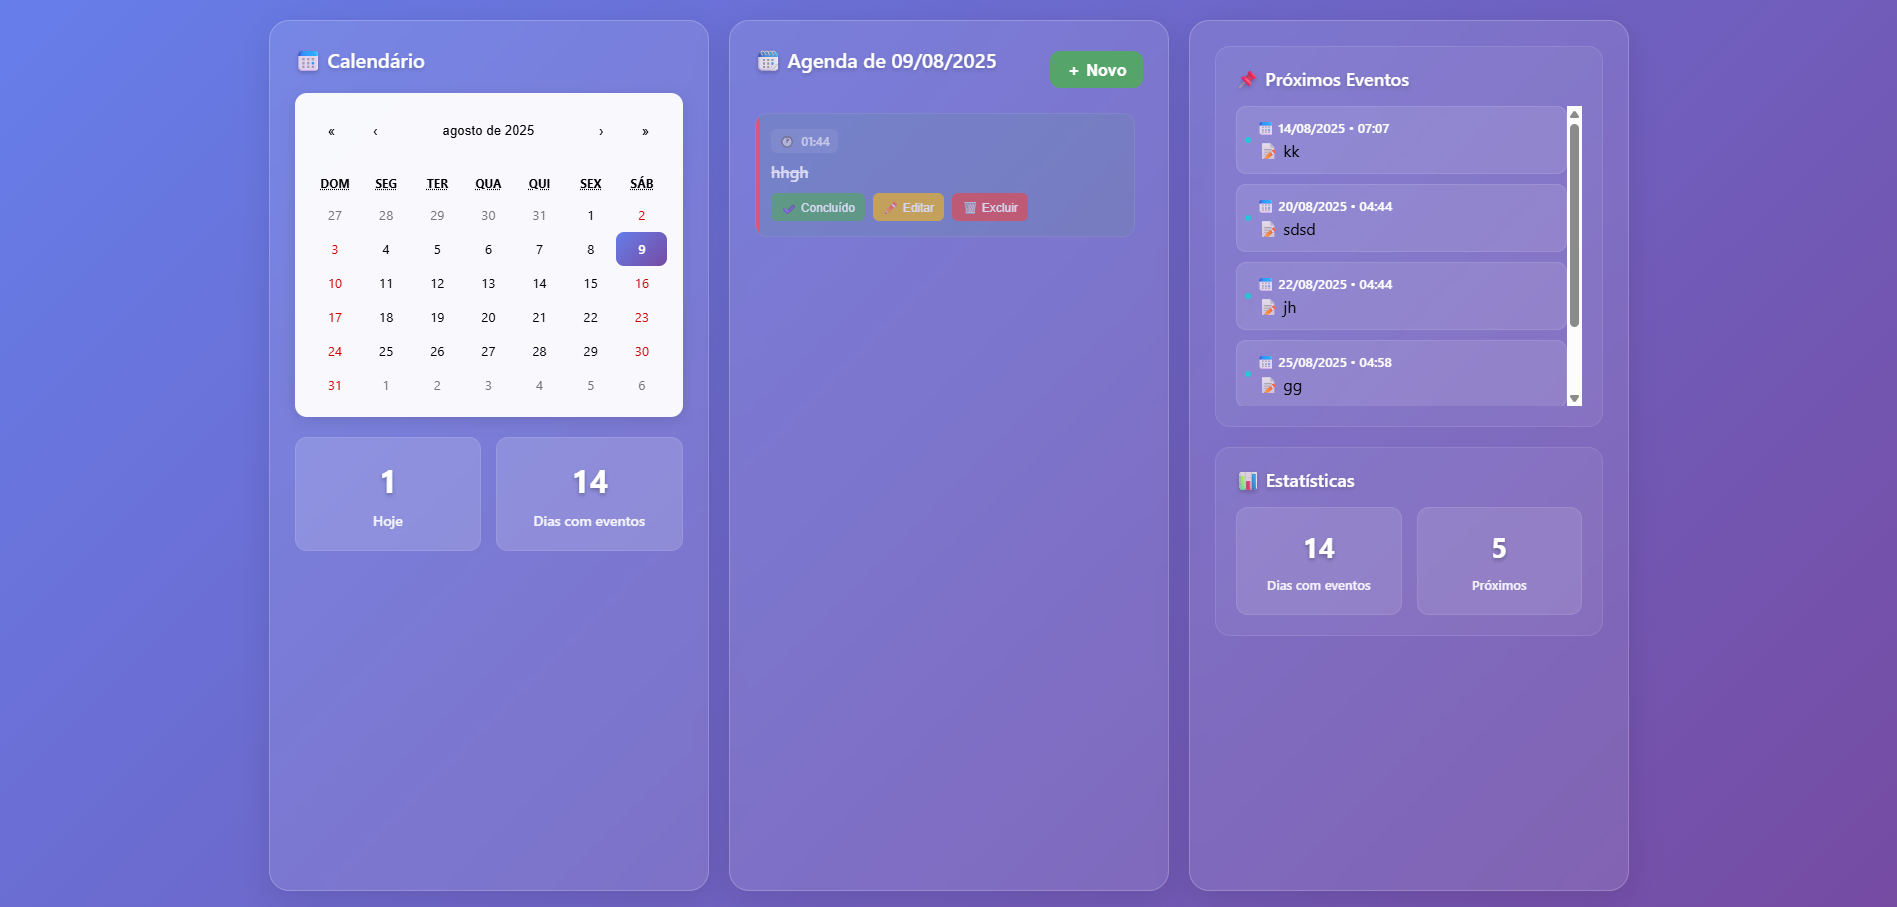 Calendário
« ‹ agosto de 2025 › »
DOM SEG TER QUA QUI SEX SÁB
27 28 29 30 31 1 2
3 4 5 6 7 8 9
10 11 12 13 14 15 16
17 18 19 20 21 22 23
24 25 26 27 28 29 30
31 1 2 3 4 5 6
1
Hoje
14
Dias com eventos
Agenda de 09/08/2025
+ Novo
01:44
hhgh
Concluído
Editar
Excluir
Próximos Eventos
14/08/2025 • 07:07
kk
20/08/2025 • 04:44
sdsd
22/08/2025 • 04:44
jh
25/08/2025 • 04:58
gg
Estatísticas
14
Dias com eventos
5
Próximos